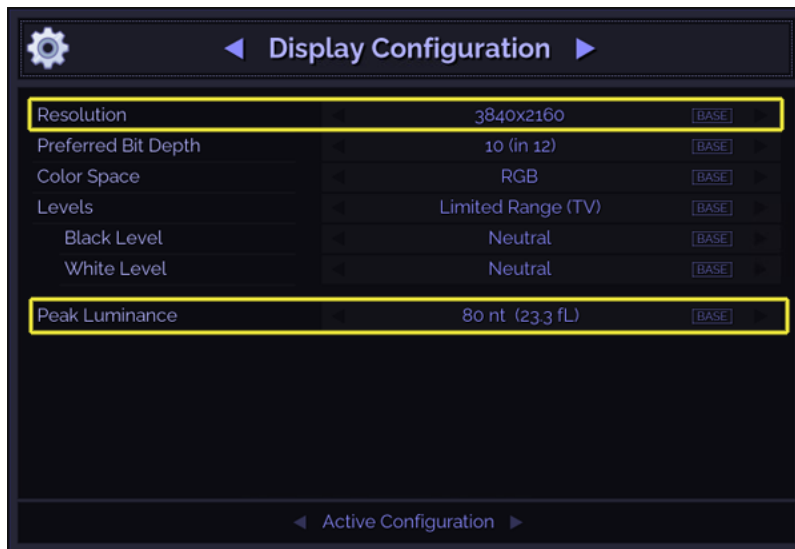 Display Configuration
Resolution 3840x2160 BASE
Preferred Bit Depth 10 (in 12) BASE
Color Space RGB BASE
Levels Limited Range (TV) BASE
Black Level Neutral BASE
White Level Neutral BASE
Peak Luminance 80 nt (23.3 fL) BASE
Active Configuration